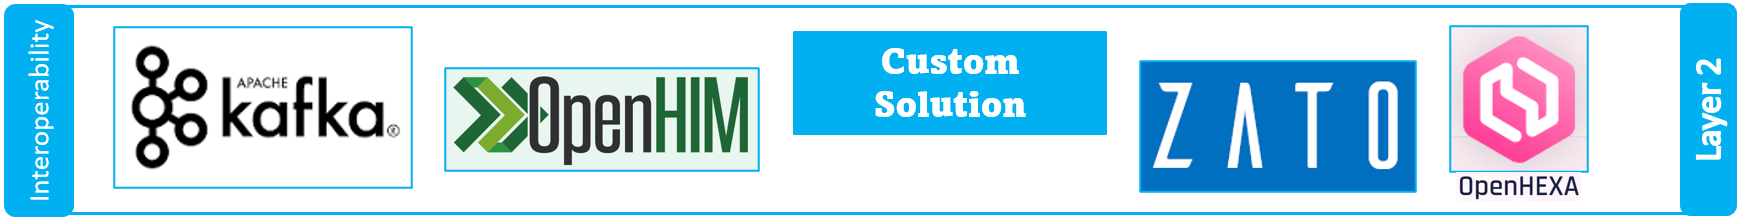 Interoperability
APACHE
kafka®
OpenHIM
Custom
Solution
ZATO
OpenHEXA
Layer 2